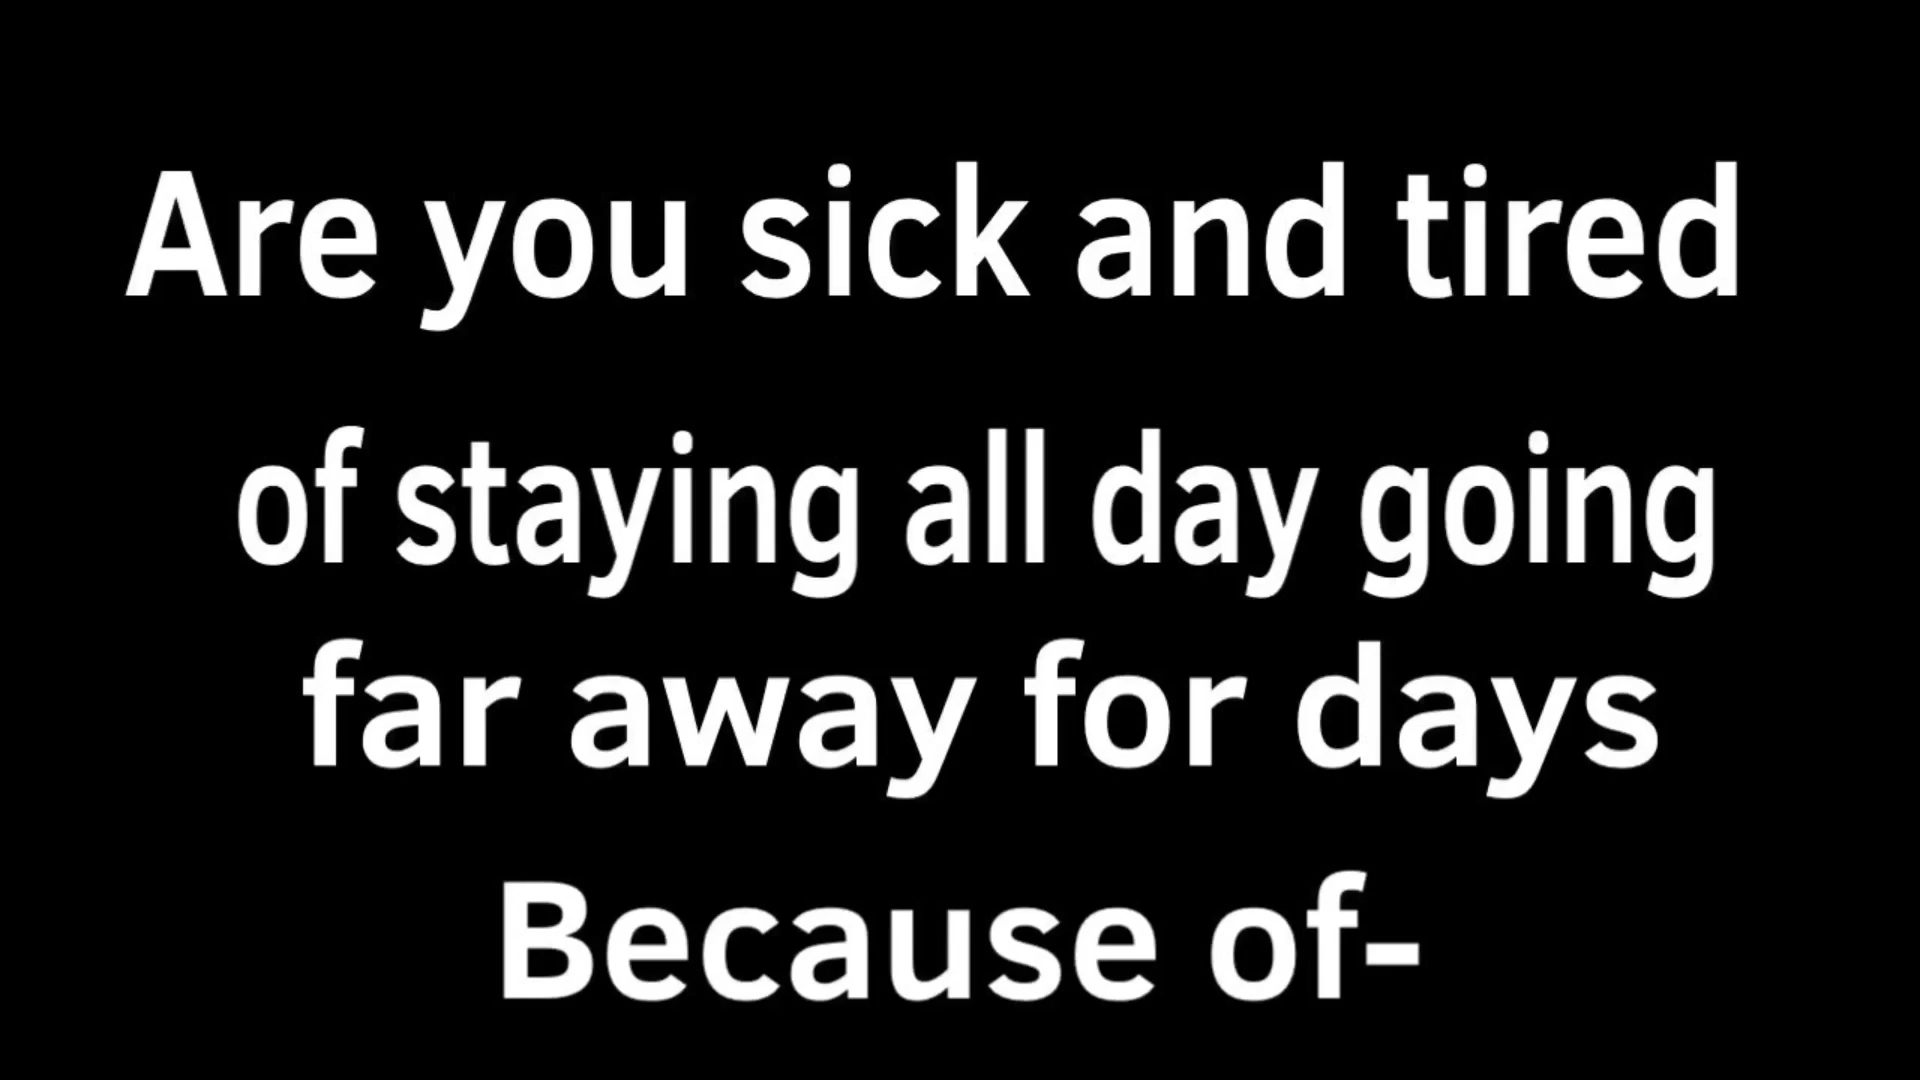 Are you sick and tired
of staying all day going
far away for days
Because of-